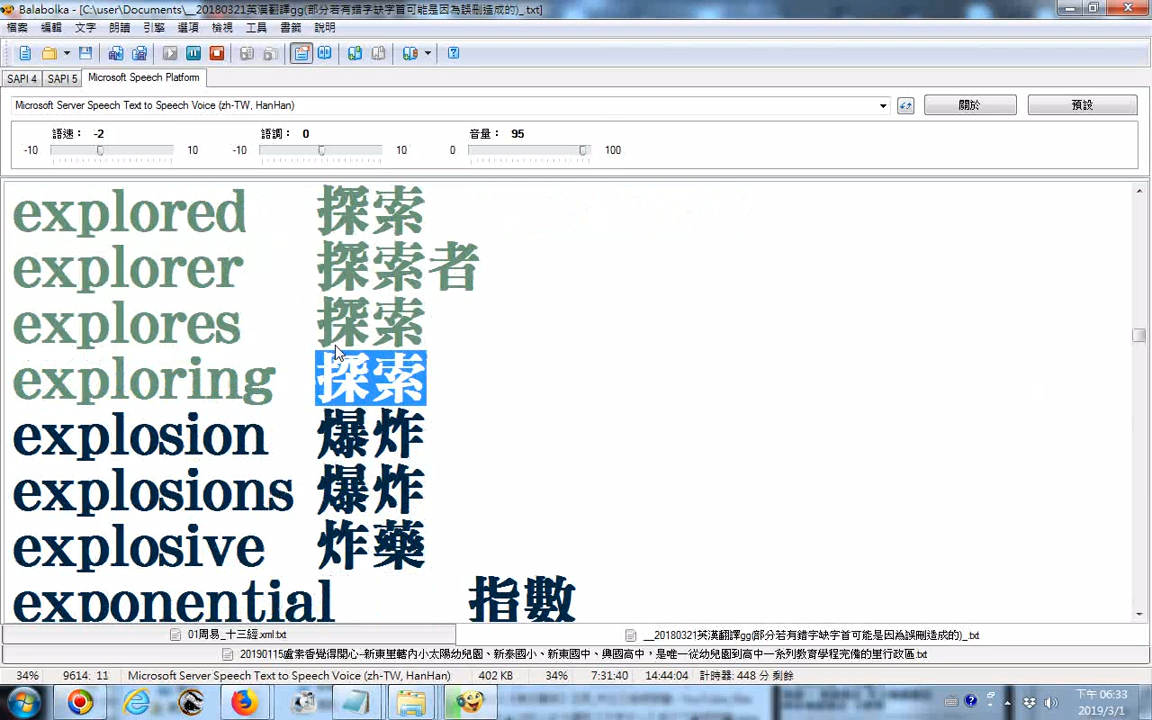 Balabolka - [C:\user\Documents\__20180321英漢翻譯gg(部分若有錯字缺字首可能是因為誤刪造成的)_.txt]
檔案 編輯 文字 朗讀 引擎 選項 檢視 工具 書籤 說明
SAPI 4 SAPI 5 Microsoft Speech Platform
Microsoft Server Speech Text to Speech Voice (zh-TW, HanHan) 關於 預設
語速： -2 語調： 0 音量： 95
-10 10 -10 10 0 100
explored 探索
explorer 探索者
explores 探索
exploring 探索
explosion 爆炸
explosions 爆炸
explosive 炸藥
exponential 指數
01周易_十三經.xml.txt __20180321英漢翻譯gg(部分若有錯字缺字首可能是因為誤刪造成的)_.txt
20190115盧素香覺得開心-新東里轄內小太陽幼兒園、新泰國小、新東國中、興國高中，是唯一從幼兒園到高中一系列教育學程完備的里行政區.txt
34% 9614: 11 Microsoft Server Speech Text to Speech Voice (zh-TW, HanHan) 402 KB 34% 7:31:40 14:44:04 計時器: 448 分 剩餘
下午 06:33
2019/3/1